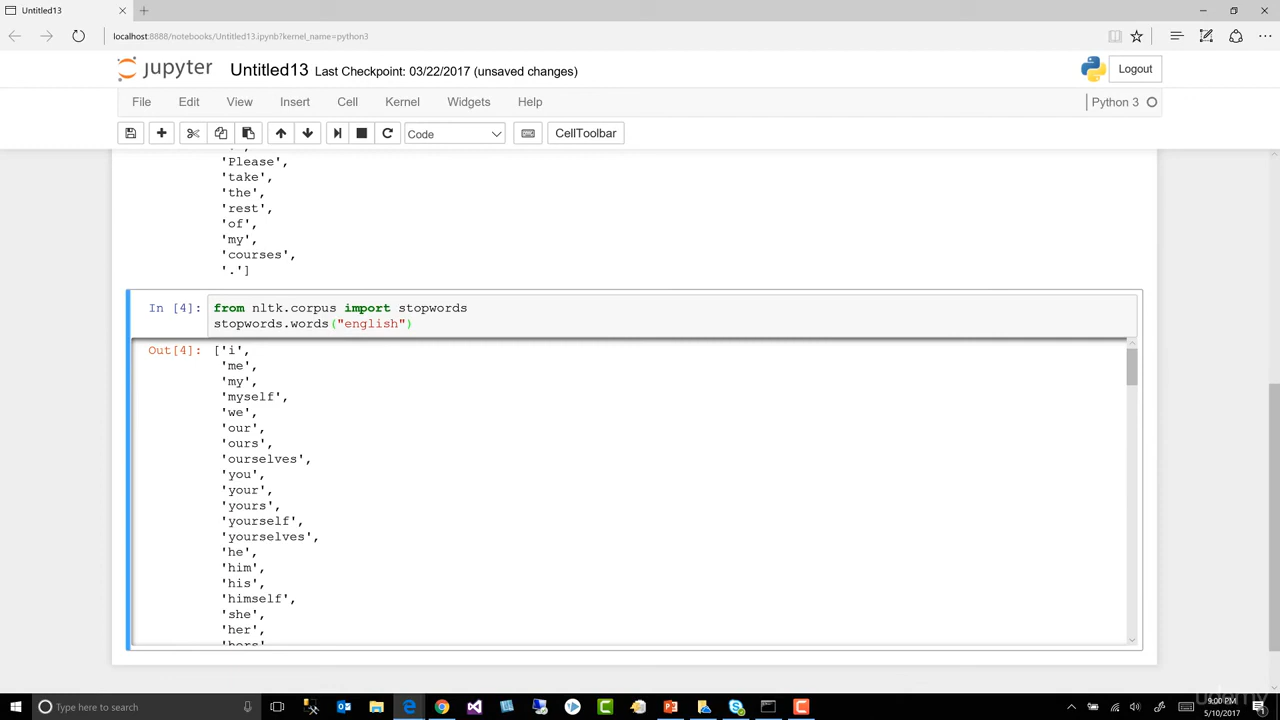 Untitled13
localhost:8888/notebooks/Untitled13.ipynb?kernel_name=python3
jupyter Untitled13 Last Checkpoint: 03/22/2017 (unsaved changes)
Logout
File Edit View Insert Cell Kernel Widgets Help
Python 3
Code
CellToolbar
'Please',
'take',
'the',
'rest',
'of',
'my',
'courses',
'.']
In [4]: from nltk.corpus import stopwords
stopwords.words("english")
Out[4]: ['i',
'me',
'my',
'myself',
'we',
'our',
'ours',
'ourselves',
'you',
'your',
'yours',
'yourself',
'yourselves',
'he',
'him',
'his',
'himself',
'she',
'her',
'hers'
Type here to search
9:00 PM
5/10/2017